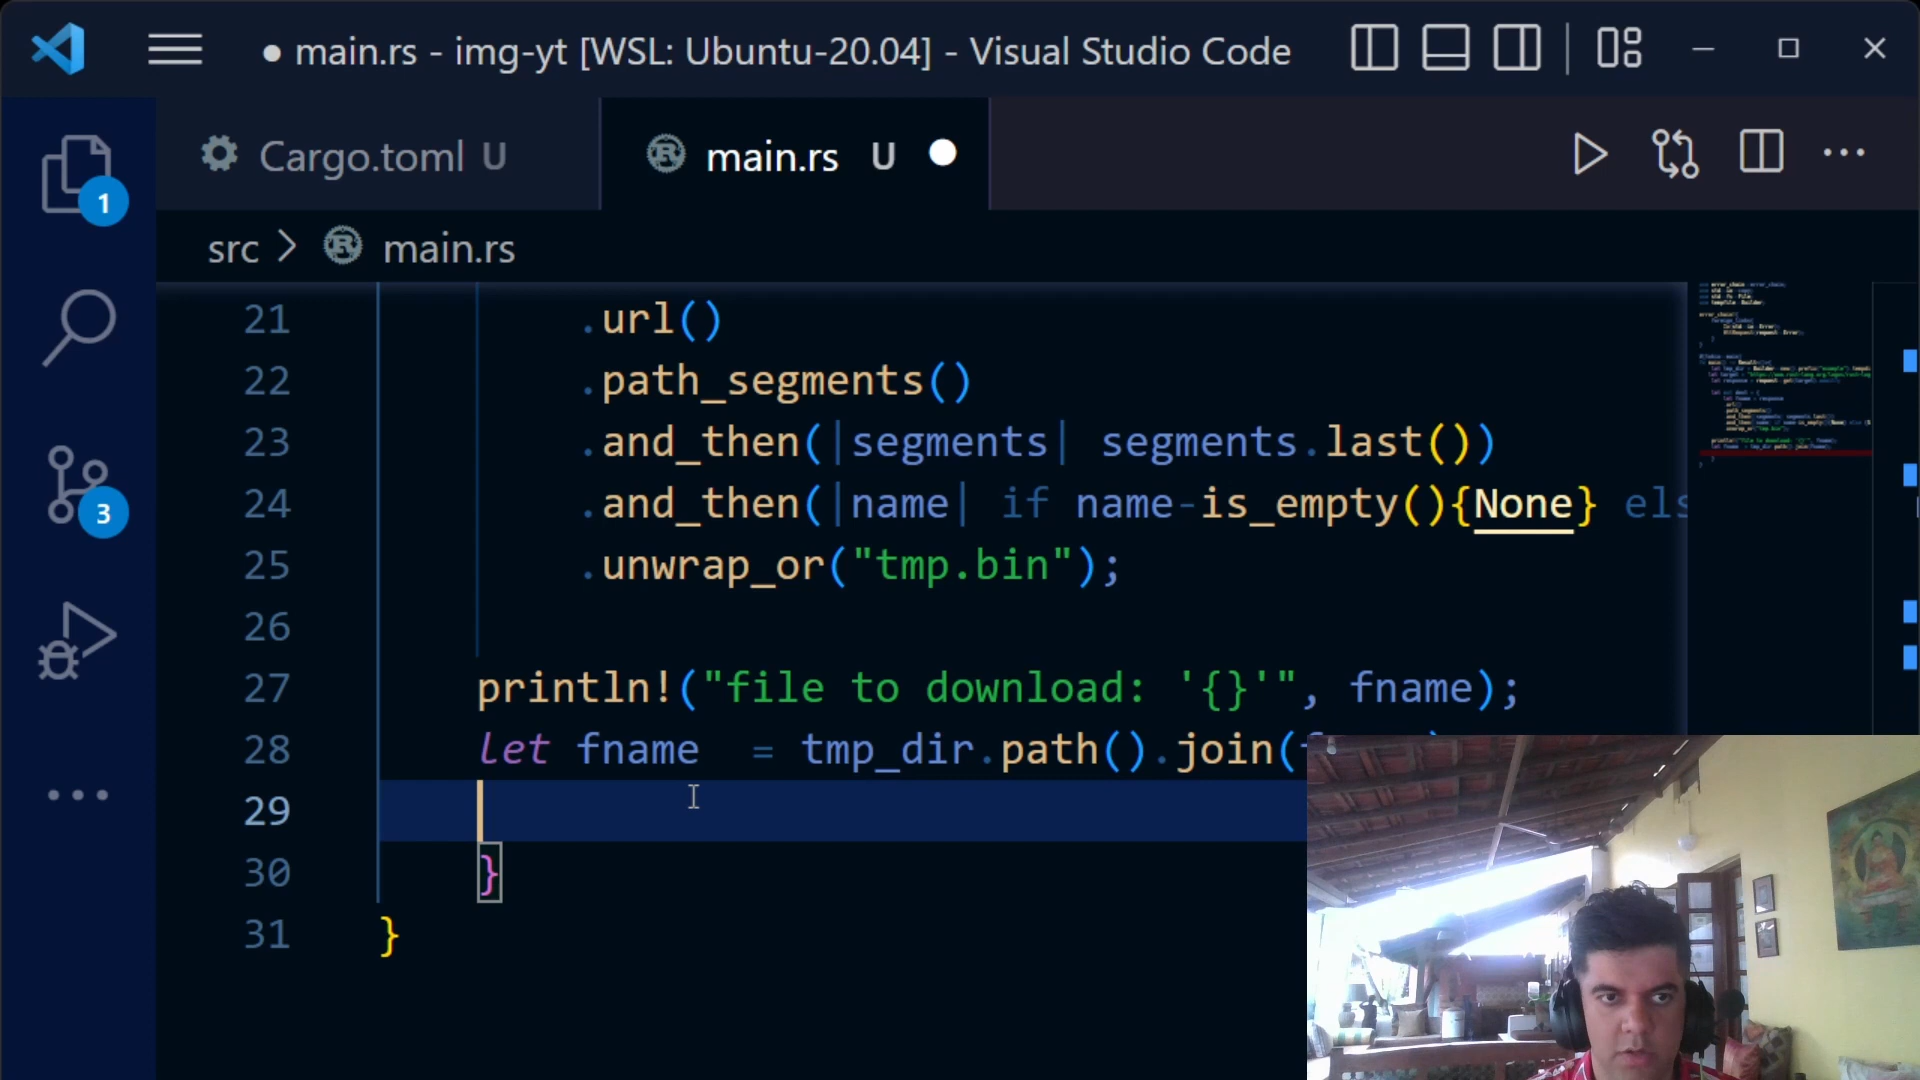 ● main.rs - img-yt [WSL: Ubuntu-20.04] - Visual Studio Code
Cargo.toml U
main.rs U ●
1
src > main.rs
21 .url()
22 .path_segments()
23 .and_then(|segments| segments.last())
24 .and_then(|name| if name-is_empty(){None} els
25 .unwrap_or("tmp.bin");
26
27 println!("file to download: '{}'", fname);
28 let fname  = tmp_dir.path().join(
29
30 }
31 }
3